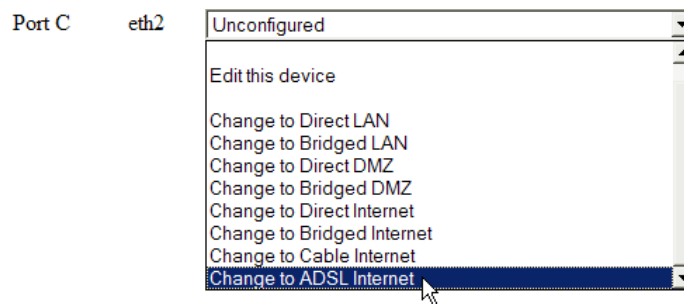 Port C eth2 Unconfigured
Edit this device
Change to Direct LAN
Change to Bridged LAN
Change to Direct DMZ
Change to Bridged DMZ
Change to Direct Internet
Change to Bridged Internet
Change to Cable Internet
Change to ADSL Internet